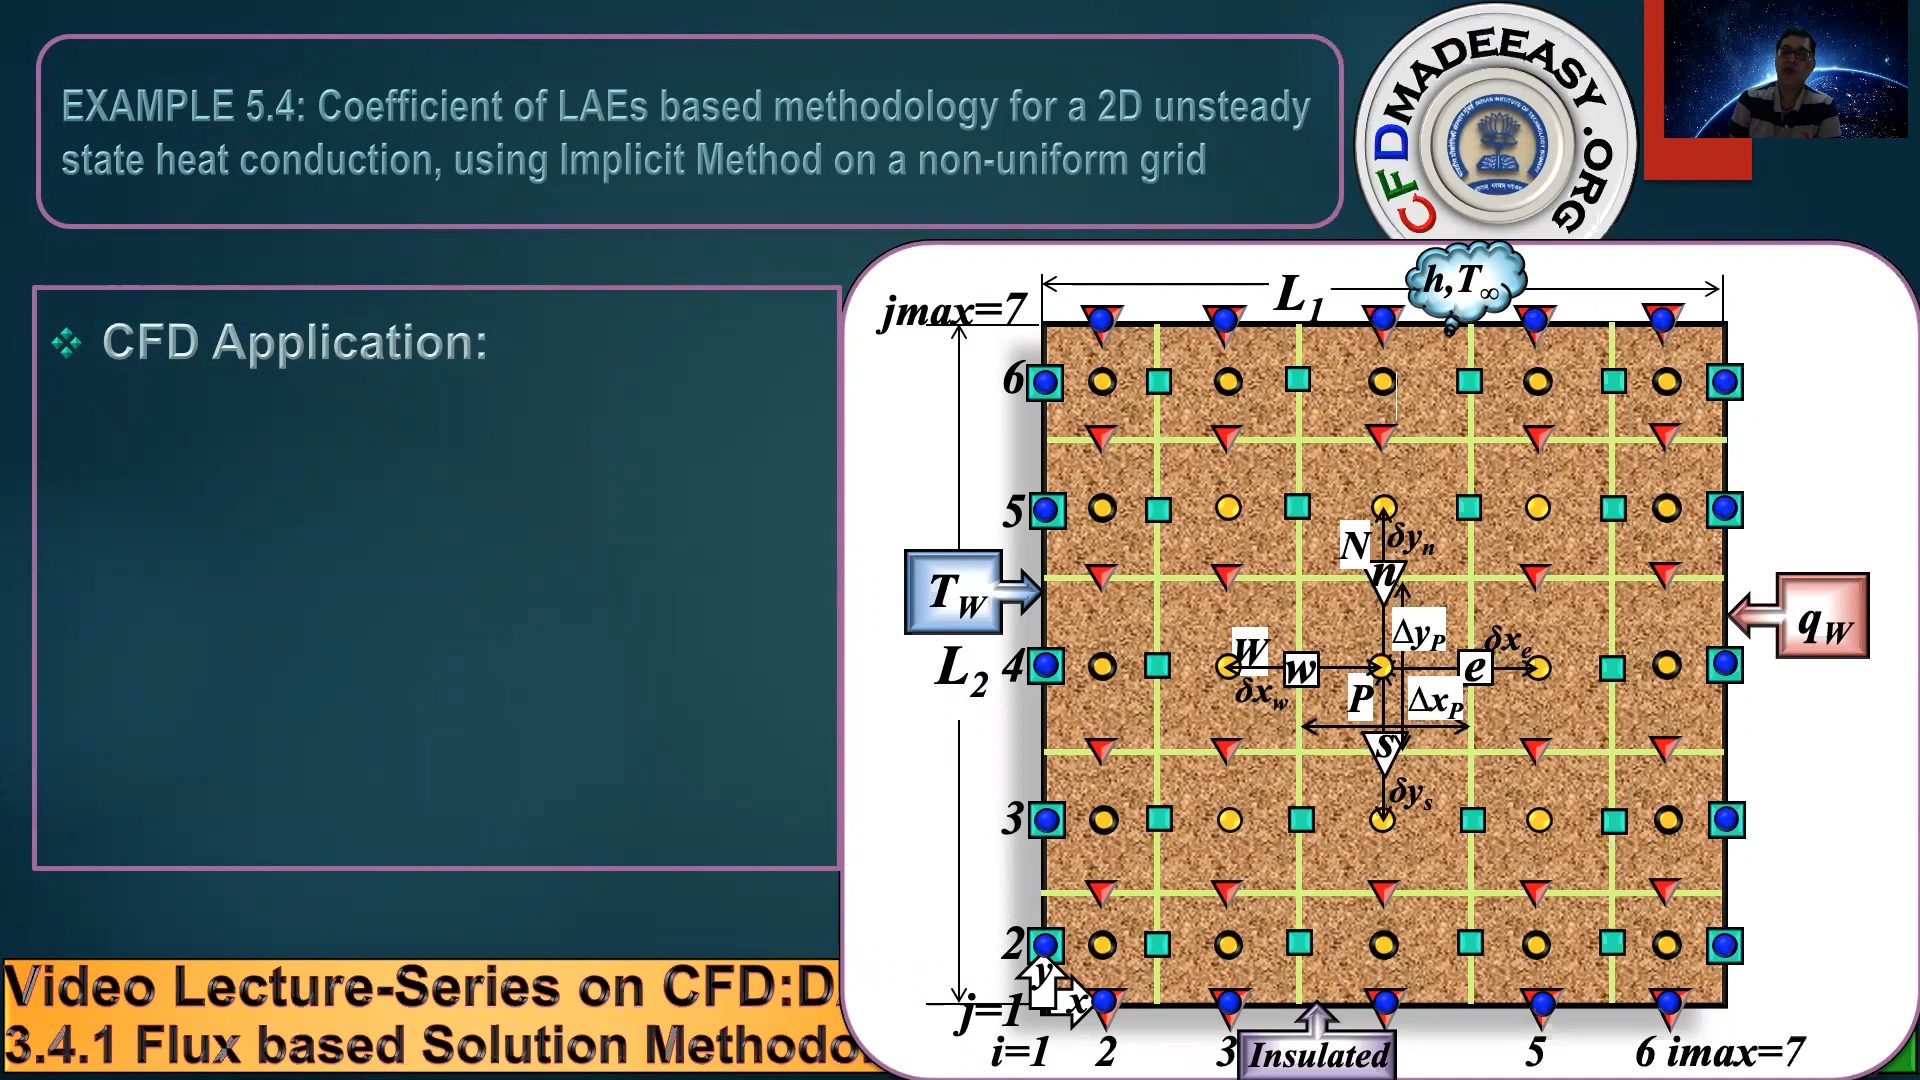 EXAMPLE 5.4: Coefficient of LAEs based methodology for a 2D unsteady
state heat conduction, using Implicit Method on a non-uniform grid
CFDMADEEASY.ORG
❖ CFD Application:
h,T∞
L1
jmax=7
6
5
N δyn
n
TW
ΔyP
qW
W w e δxe
L2 4
δxw P ΔxP
s
δys
3
2
y
x
j=1
i=1 2 3 Insulated 5 6 imax=7
Video Lecture-Series on CFD:D
3.4.1 Flux based Solution Methodo